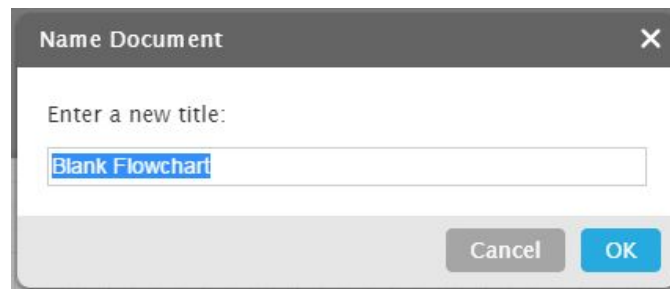 Name Document
Enter a new title:
Blank Flowchart
Cancel OK